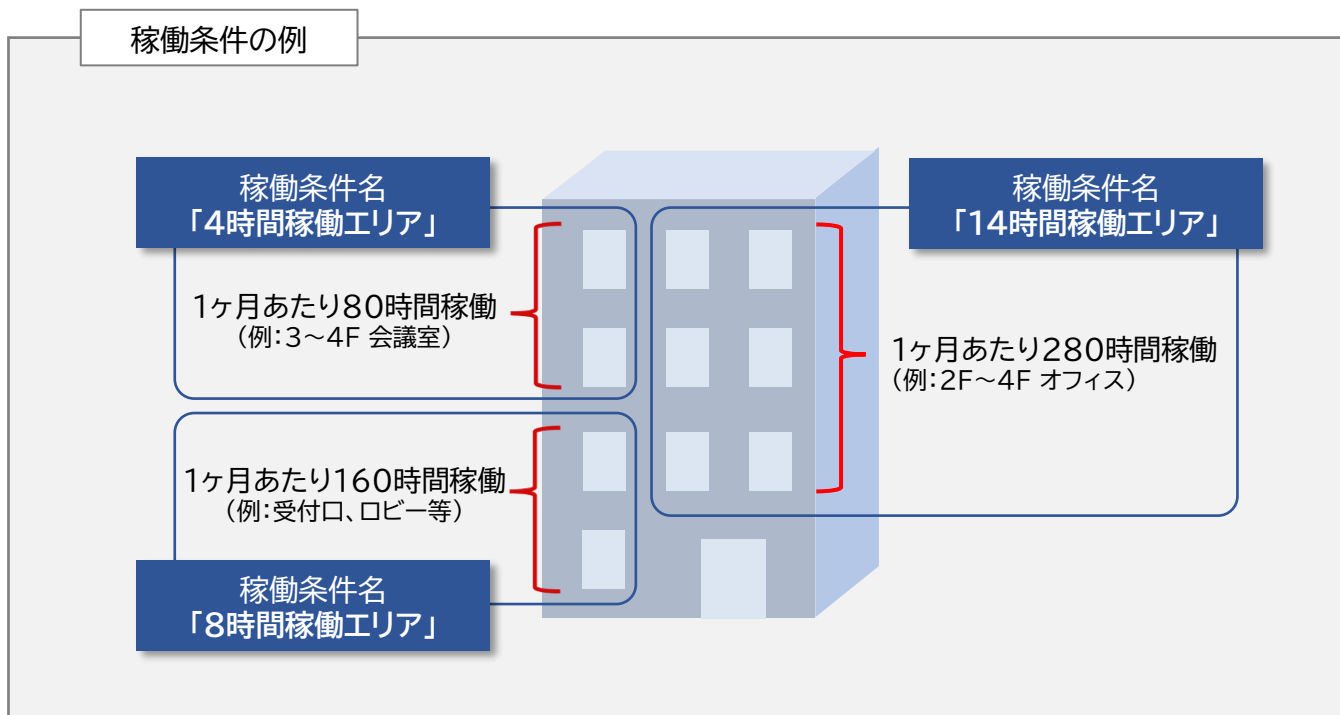 稼働条件の例
稼働条件名
「4時間稼働エリア」
1ヶ月あたり80時間稼働
（例：3～4F 会議室）
1ヶ月あたり160時間稼働
（例：受付口、ロビー等）
稼働条件名
「8時間稼働エリア」
稼働条件名
「14時間稼働エリア」
1ヶ月あたり280時間稼働
（例：2F～4F オフィス）